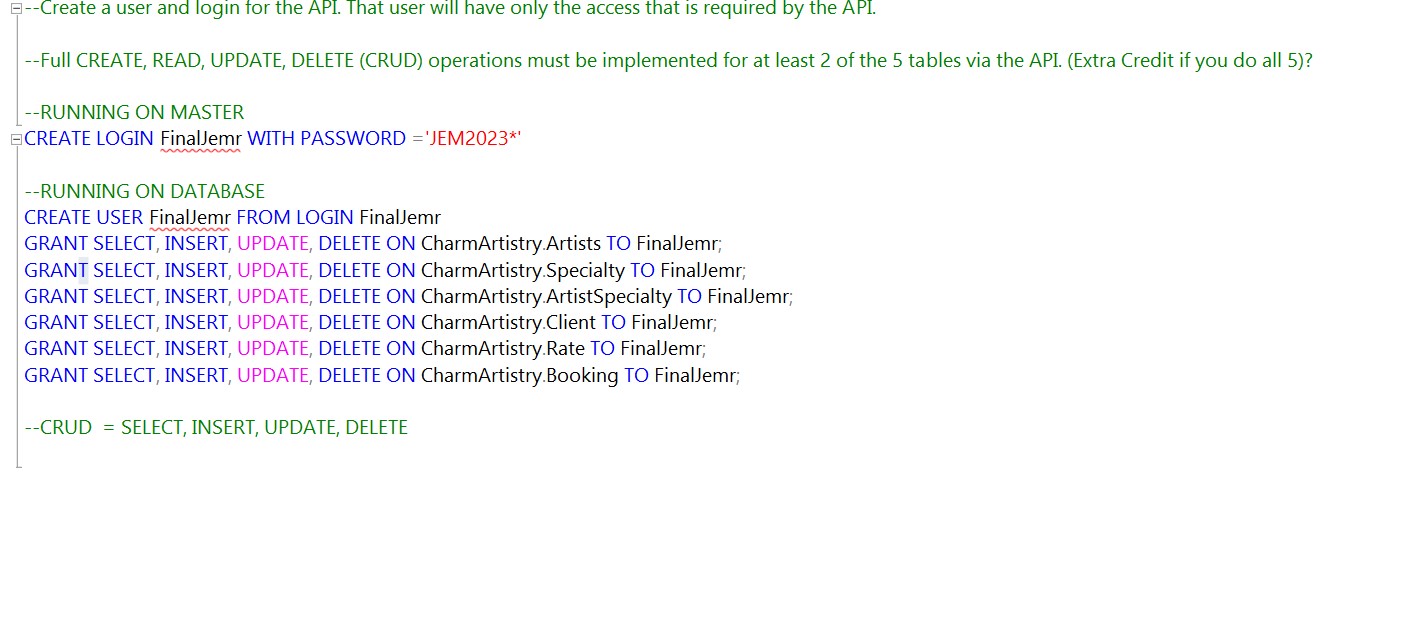 --Create a user and login for the API. That user will have only the access that is required by the API.
--Full CREATE, READ, UPDATE, DELETE (CRUD) operations must be implemented for at least 2 of the 5 tables via the API. (Extra Credit if you do all 5)?
--RUNNING ON MASTER
CREATE LOGIN FinalJemr WITH PASSWORD ='JEM2023*'
--RUNNING ON DATABASE
CREATE USER FinalJemr FROM LOGIN FinalJemr
GRANT SELECT, INSERT, UPDATE, DELETE ON CharmArtistry.Artists TO FinalJemr;
GRANT SELECT, INSERT, UPDATE, DELETE ON CharmArtistry.Specialty TO FinalJemr;
GRANT SELECT, INSERT, UPDATE, DELETE ON CharmArtistry.ArtistSpecialty TO FinalJemr;
GRANT SELECT, INSERT, UPDATE, DELETE ON CharmArtistry.Client TO FinalJemr;
GRANT SELECT, INSERT, UPDATE, DELETE ON CharmArtistry.Rate TO FinalJemr;
GRANT SELECT, INSERT, UPDATE, DELETE ON CharmArtistry.Booking TO FinalJemr;
--CRUD  = SELECT, INSERT, UPDATE, DELETE